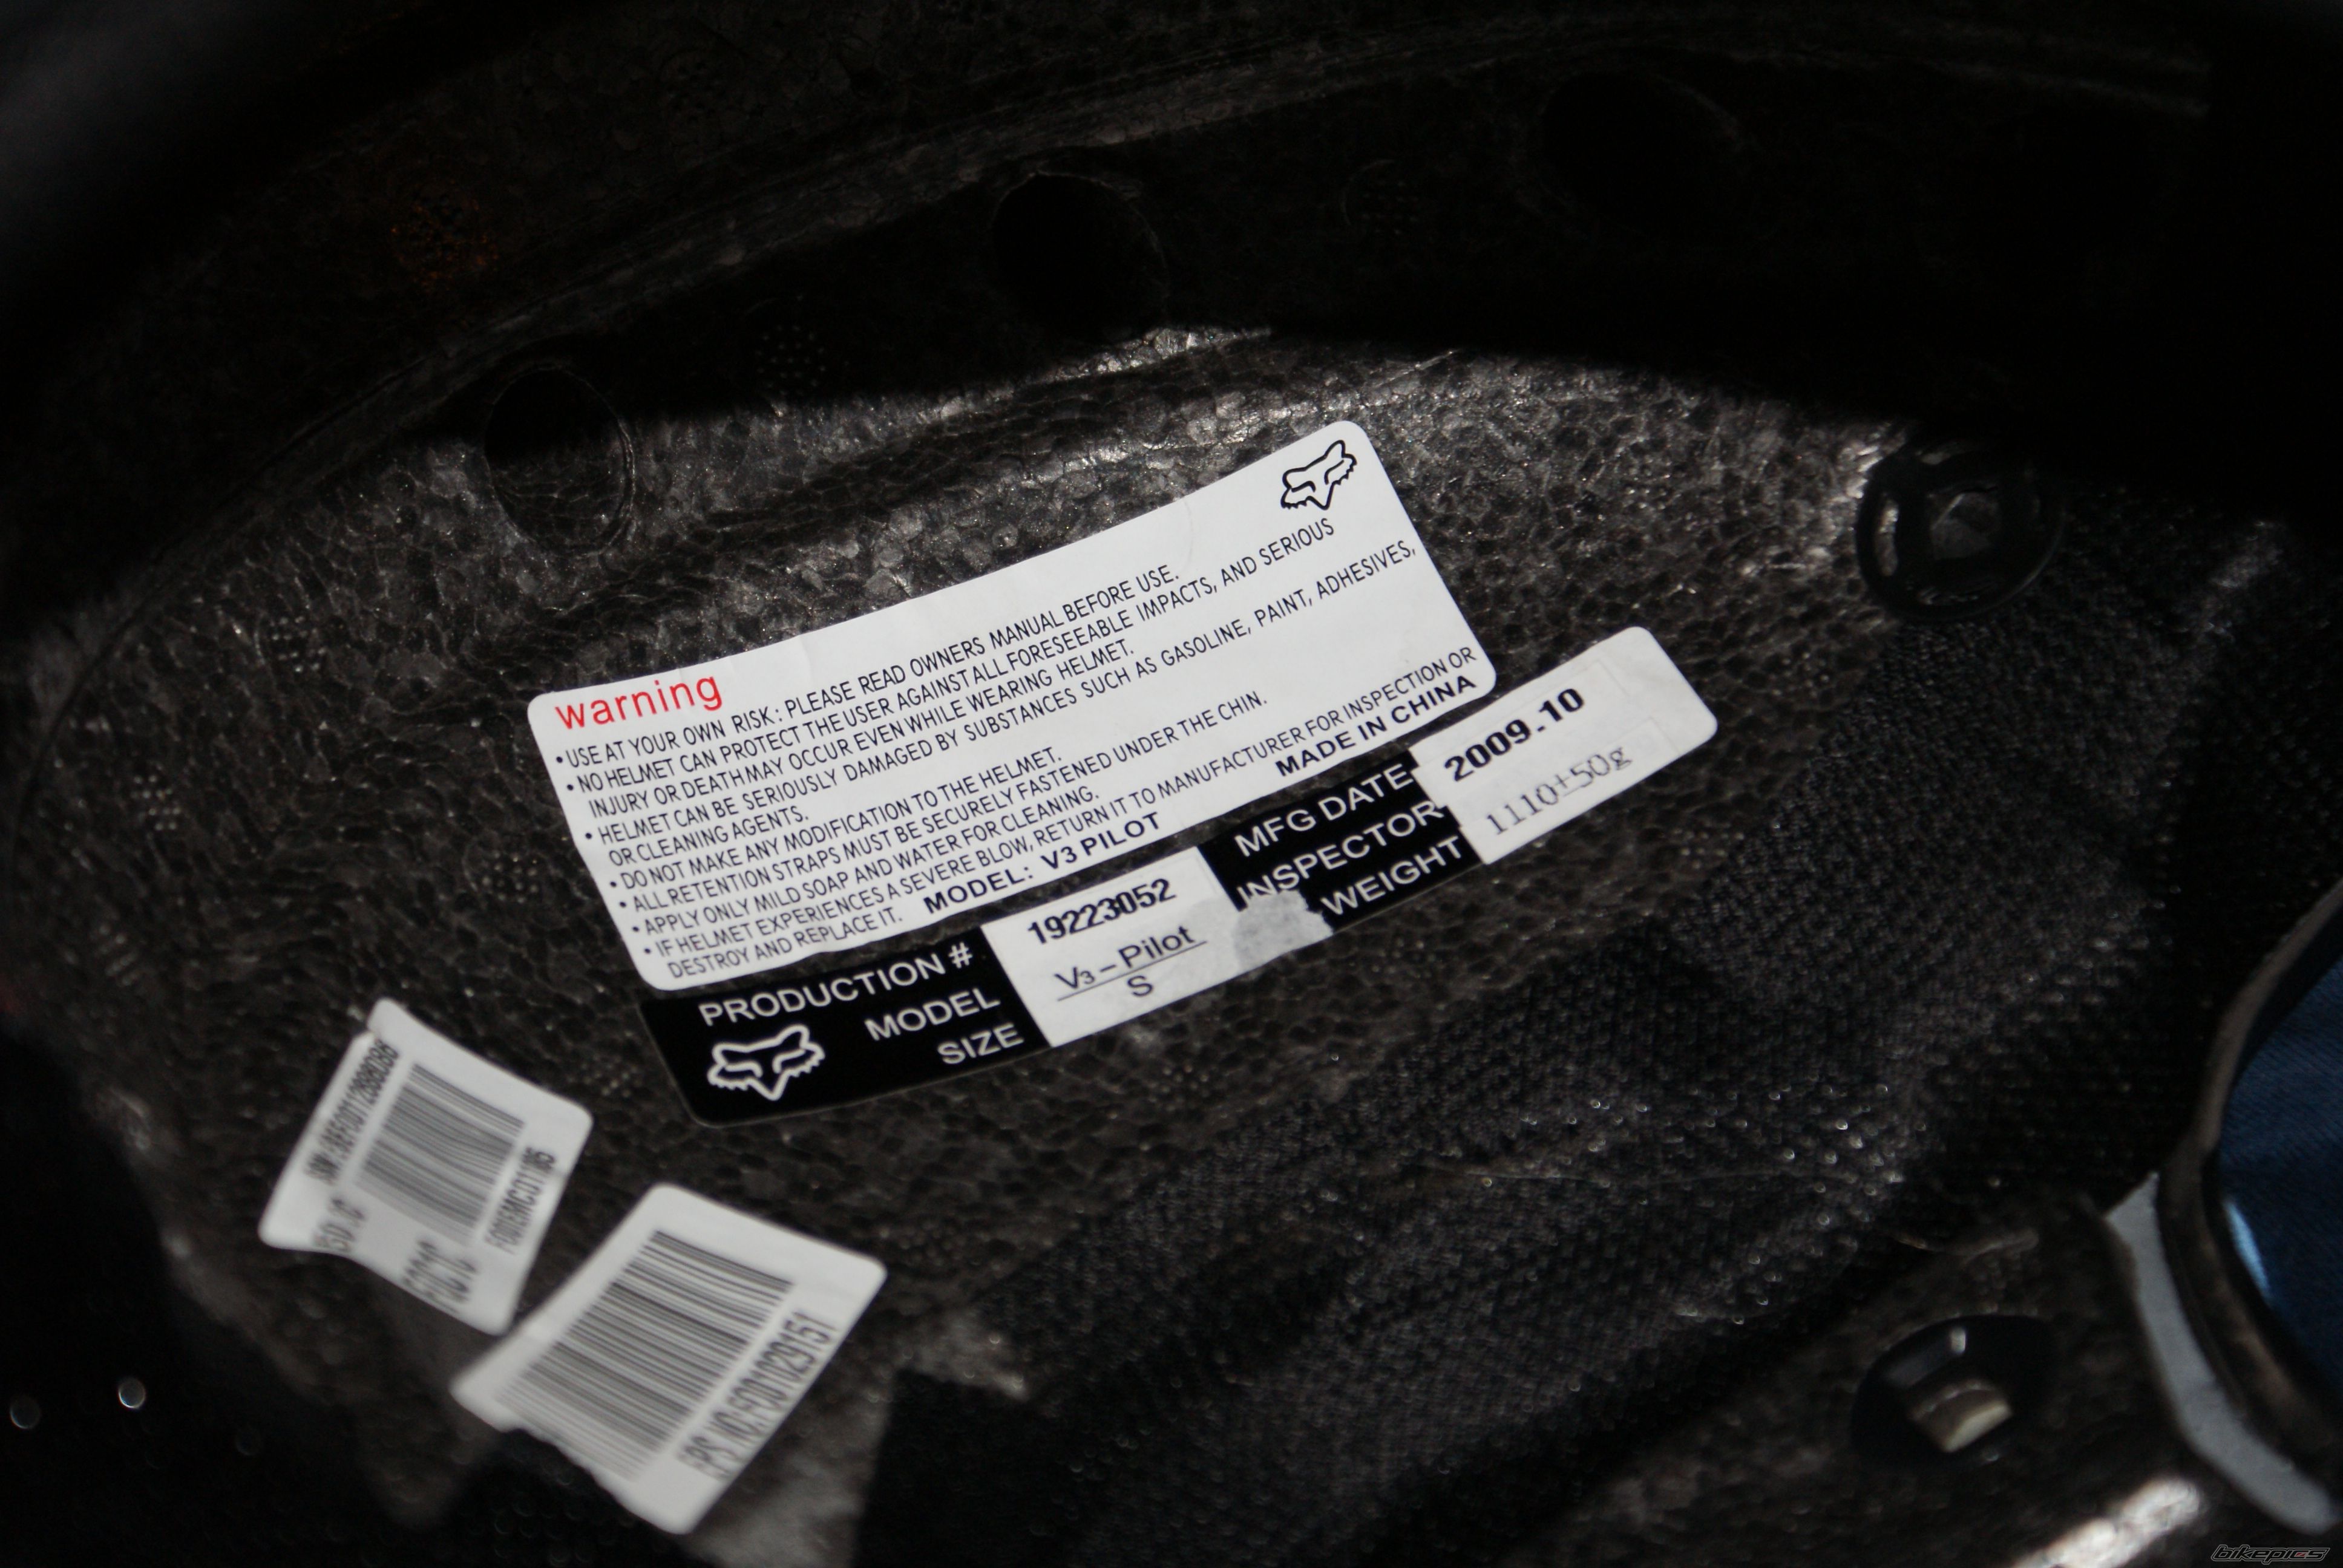 warning
• USE AT YOUR OWN RISK : PLEASE READ OWNERS MANUAL BEFORE USE.
• NO HELMET CAN PROTECT THE USER AGAINST ALL FORESEEABLE IMPACTS, AND SERIOUS
INJURY OR DEATH MAY OCCUR EVEN WHILE WEARING HELMET.
• HELMET CAN BE SERIOUSLY DAMAGED BY SUBSTANCES SUCH AS GASOLINE, PAINT, ADHESIVES,
OR CLEANING AGENTS.
• DO NOT MAKE ANY MODIFICATION TO THE HELMET.
• ALL RETENTION STRAPS MUST BE SECURELY FASTENED UNDER THE CHIN.
• APPLY ONLY MILD SOAP AND WATER FOR CLEANING.
• IF HELMET EXPERIENCES A SEVERE BLOW, RETURN IT TO MANUFACTURER FOR INSPECTION OR
DESTROY AND REPLACE IT. MODEL: V3 PILOT MADE IN CHINA
PRODUCTION # 19223052 MFG DATE 2009.10
MODEL V3-Pilot INSPECTOR
SIZE S WEIGHT 1110±50g
EPS NO.FO01029151
bikepics